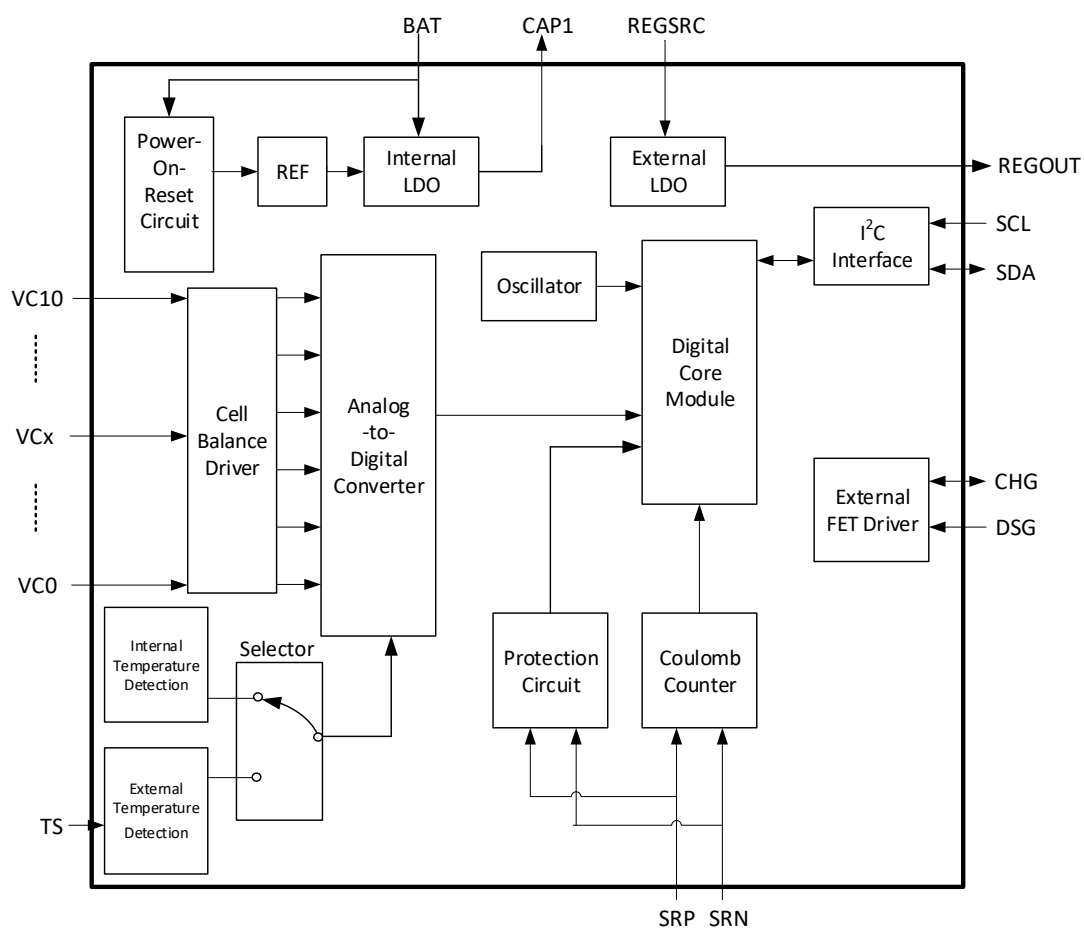 BAT
CAP1
REGSRC
Power-
On-
Reset
Circuit
REF
Internal
LDO
External
LDO
REGOUT
I²C
Interface
SCL
SDA
Oscillator
VC10
VCx
VC0
Cell
Balance
Driver
Analog
-to-
Digital
Converter
Digital
Core
Module
External
FET Driver
CHG
DSG
Internal
Temperature
Detection
Selector
Protection
Circuit
Coulomb
Counter
External
Temperature
Detection
TS
SRP
SRN